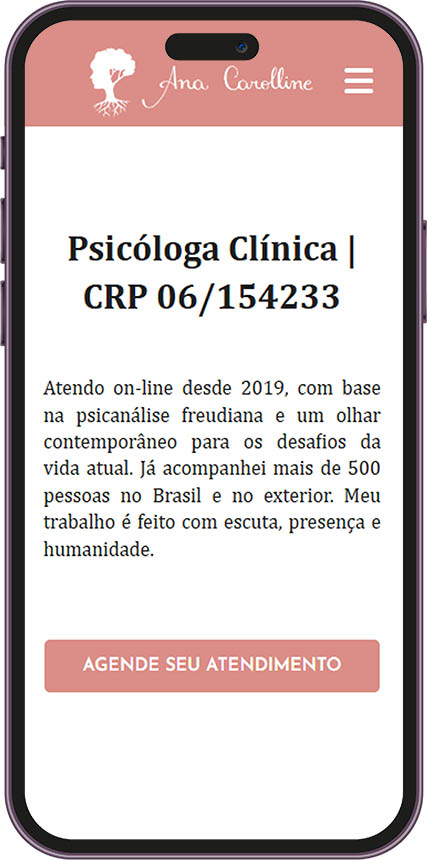 Ana Carolline
Psicóloga Clínica |
CRP 06/154233
Atendo on-line desde 2019, com base
na psicanálise freudiana e um olhar
contemporâneo para os desafios da
vida atual. Já acompanhei mais de 500
pessoas no Brasil e no exterior. Meu
trabalho é feito com escuta, presença e
humanidade.
AGENDE SEU ATENDIMENTO